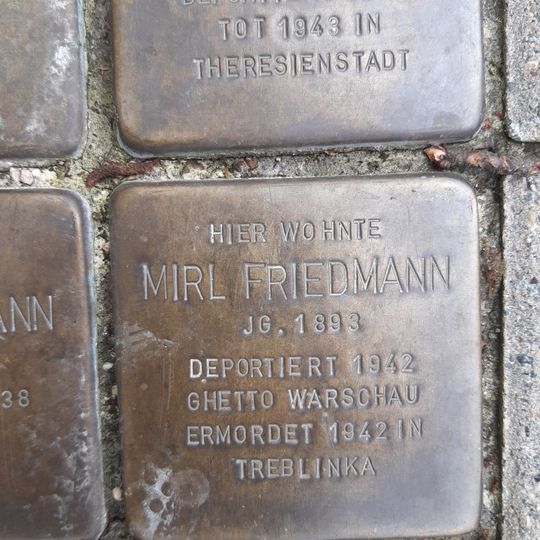 TOT 1943 IN
THERESIENSTADT
HIER WOHNTE
MIRL FRIEDMANN
JG. 1893
DEPORTIERT 1942
GHETTO WARSCHAU
ERMORDET 1942 IN
TREBLINKA
ANN
38